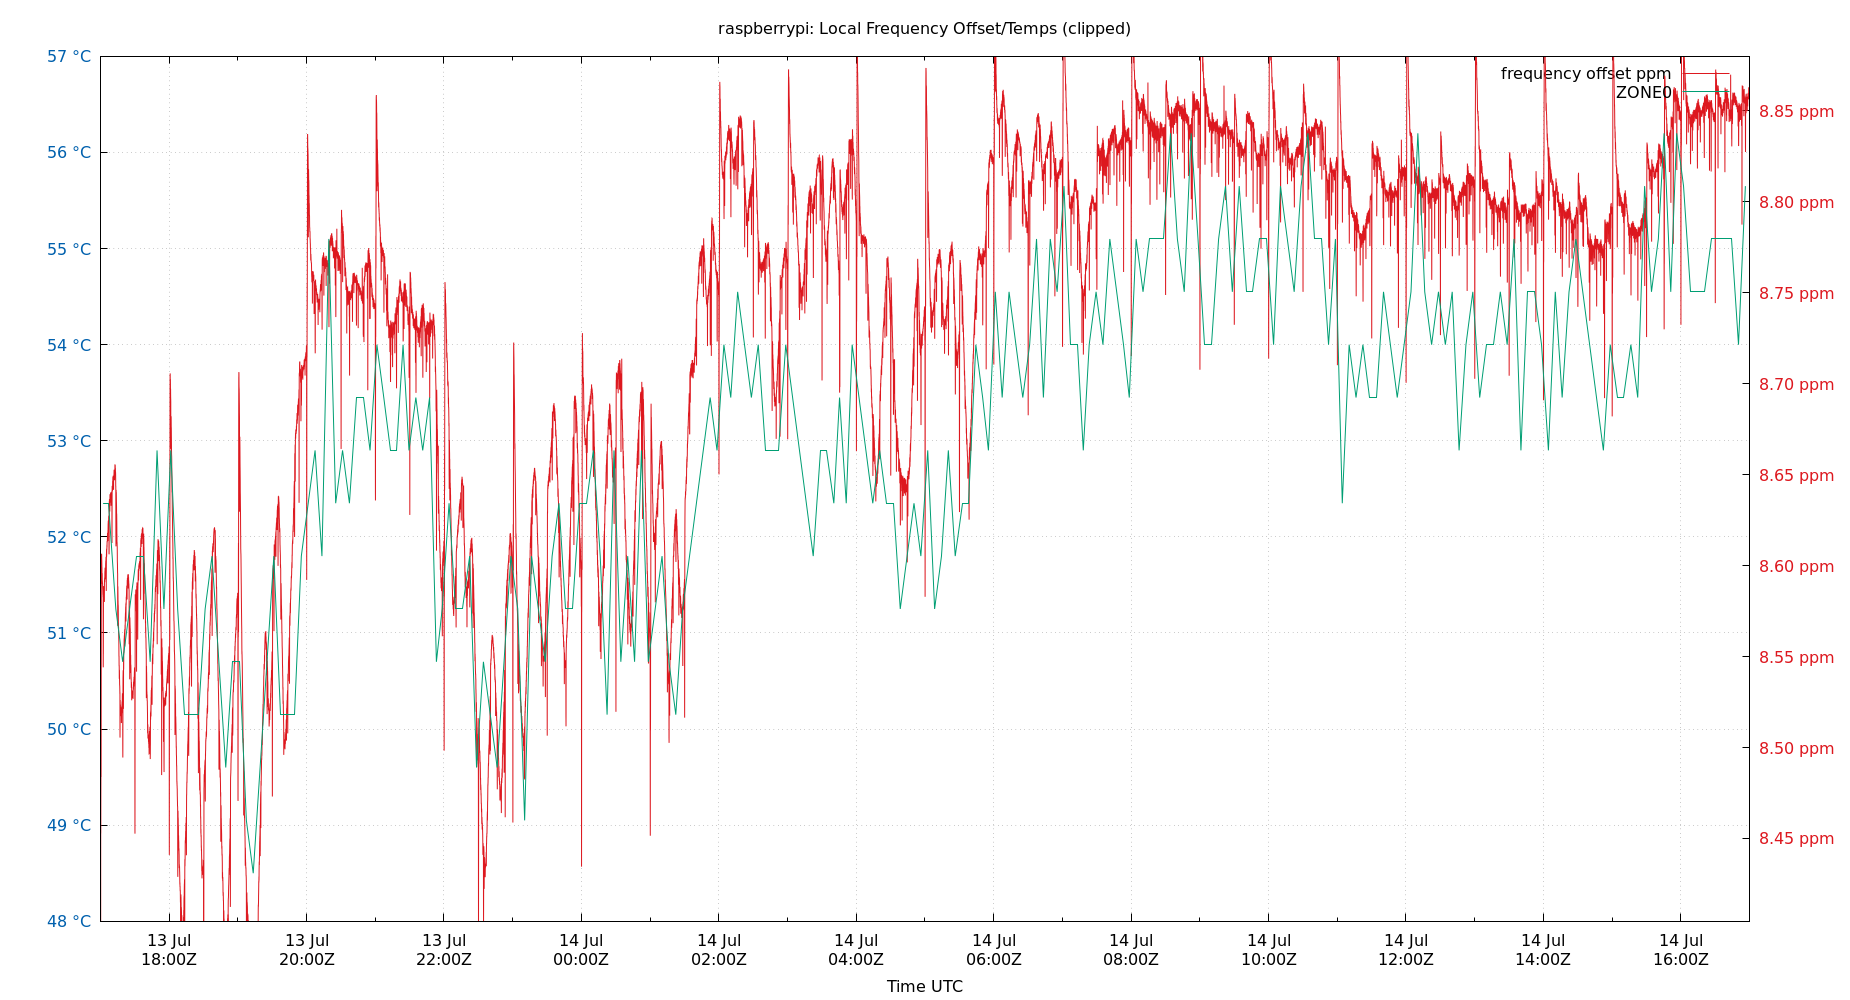 raspberrypi: Local Frequency Offset/Temps (clipped)
frequency offset ppm
ZONE0
57 °C
56 °C
55 °C
54 °C
53 °C
52 °C
51 °C
50 °C
49 °C
48 °C
8.85 ppm
8.80 ppm
8.75 ppm
8.70 ppm
8.65 ppm
8.60 ppm
8.55 ppm
8.50 ppm
8.45 ppm
13 Jul 13 Jul 13 Jul 14 Jul 14 Jul 14 Jul 14 Jul 14 Jul 14 Jul 14 Jul 14 Jul 14 Jul
18:00Z 20:00Z 22:00Z 00:00Z 02:00Z 04:00Z 06:00Z 08:00Z 10:00Z 12:00Z 14:00Z 16:00Z
Time UTC